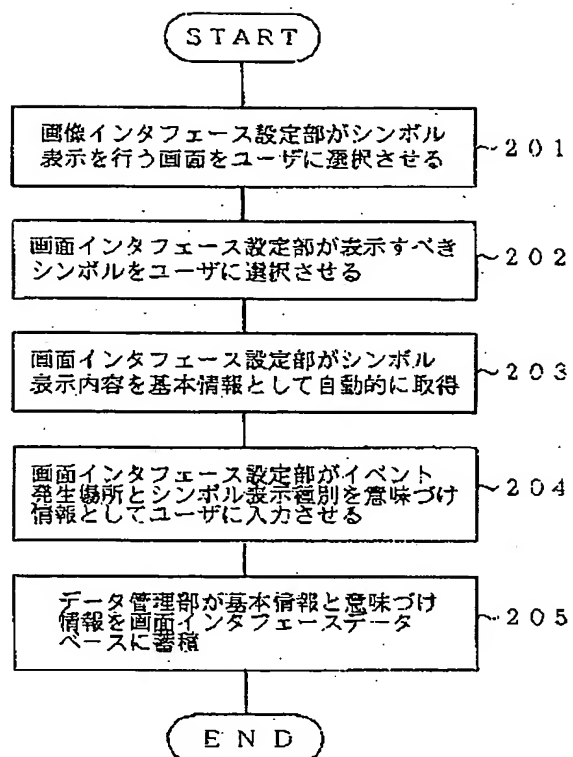 START
画像インタフェース設定部がシンボル
表示を行う画面をユーザに選択させる
~201
画面インタフェース設定部が表示すべき
シンボルをユーザに選択させる
~202
画面インタフェース設定部がシンボル
表示内容を基本情報として自動的に取得
~203
画面インタフェース設定部がイベント
発生場所とシンボル表示種別を意味づけ
情報としてユーザに入力させる
~204
データ管理部が基本情報と意味づけ
情報を画面インタフェースデータ
ベースに蓄積
~205
END